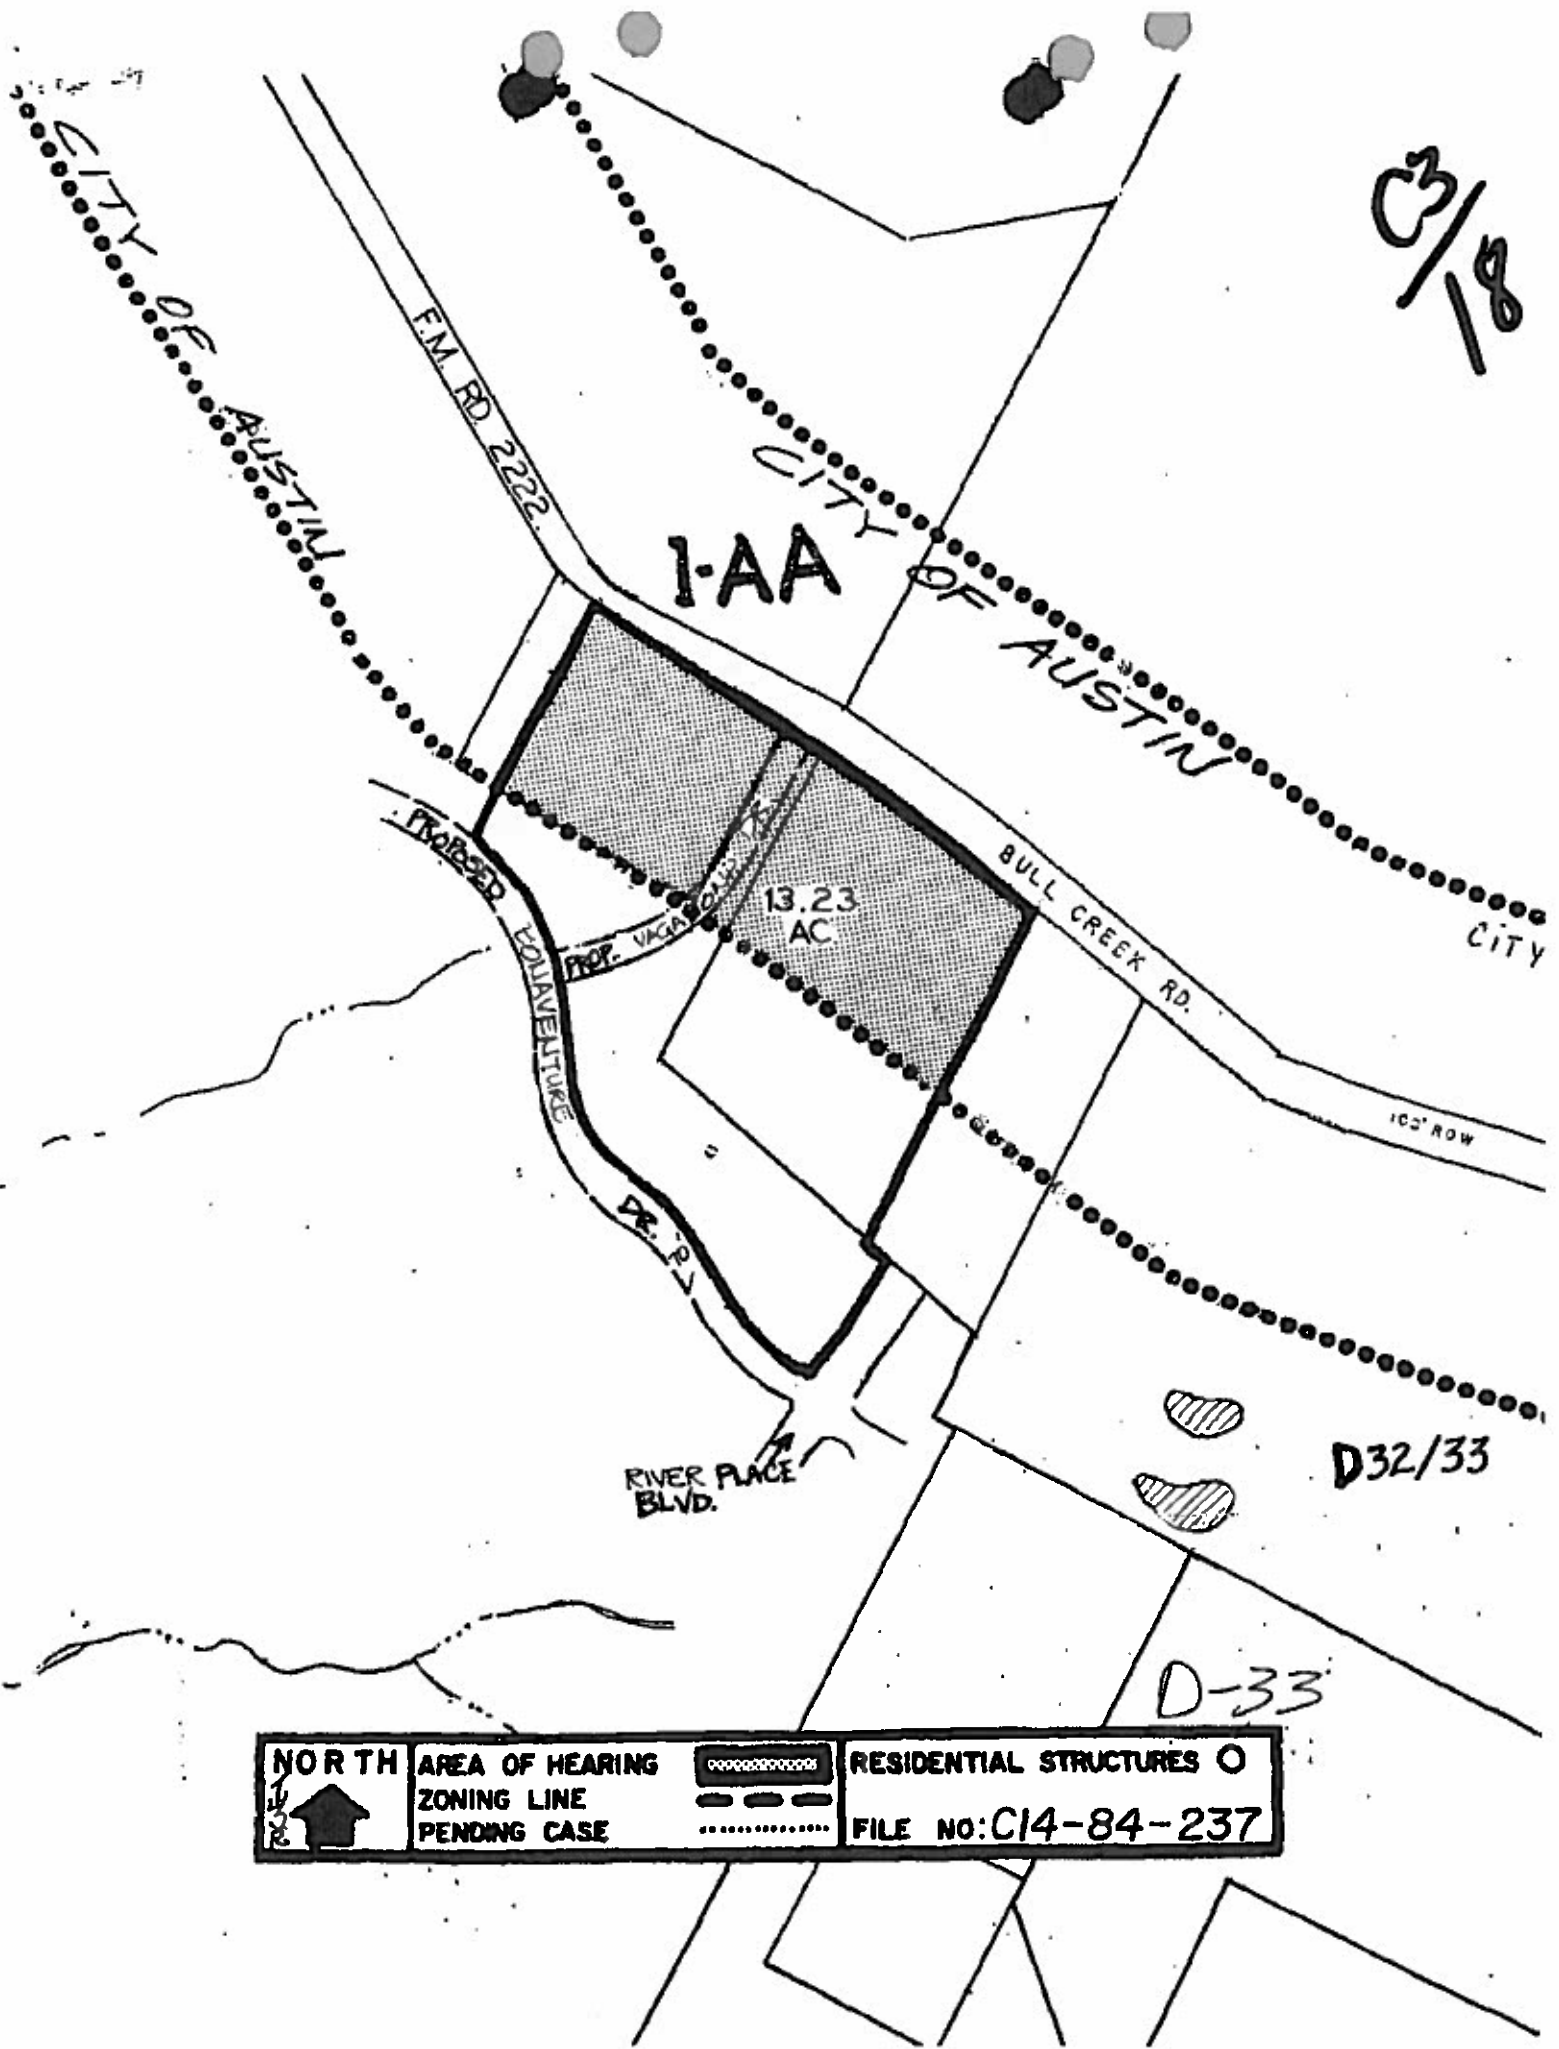 C3/18
CITY OF AUSTIN
F.M. RD. 2222.
CITY OF AUSTIN
1-AA
CITY
BULL CREEK RD.
100' ROW
13.23
AC
PROP.
BONAVENTURE
DR.
RIVER PLACE
BLVD.
D32/33
D-33
NORTH
AREA OF HEARING
ZONING LINE
PENDING CASE
RESIDENTIAL STRUCTURES
FILE NO: C14-84-237